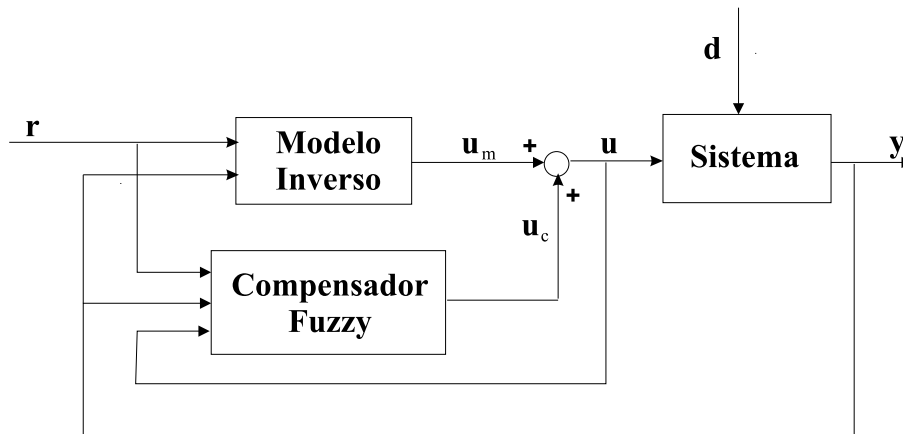 d
r
Modelo
Inverso
u_m
+
u
Sistema
y
+
u_c
Compensador
Fuzzy